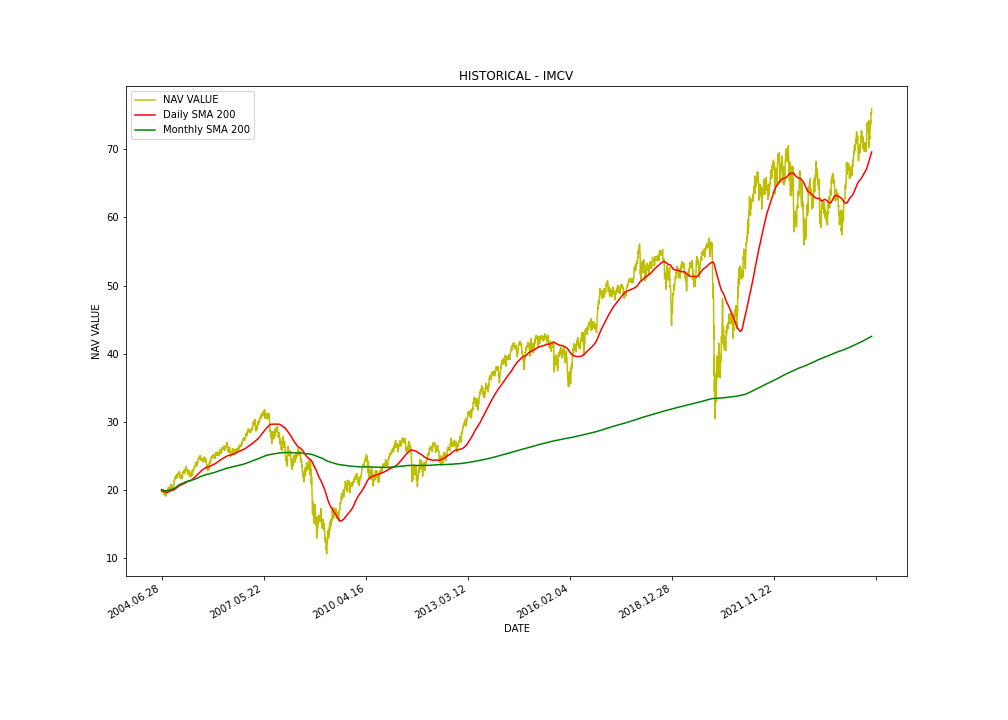 HISTORICAL - IMCV
NAV VALUE
Daily SMA 200
Monthly SMA 200
70
60
50
40
30
20
10
NAV VALUE
2004.06.28
2007.05.22
2010.04.16
2013.03.12
2016.02.04
2018.12.28
2021.11.22
DATE